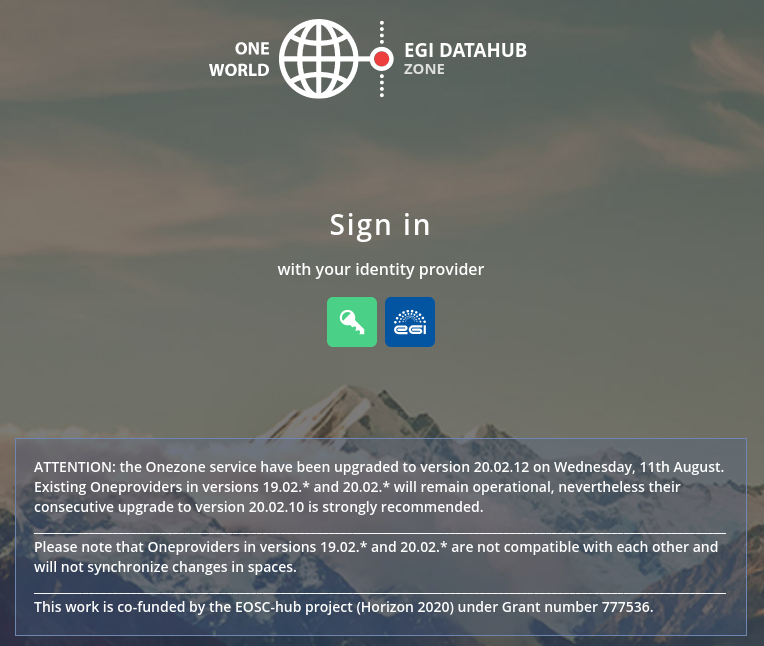 ONE
WORLD
EGI DATAHUB
ZONE
Sign in
with your identity provider
egi
ATTENTION: the Onezone service have been upgraded to version 20.02.12 on Wednesday, 11th August.
Existing Oneproviders in versions 19.02.* and 20.02.* will remain operational, nevertheless their
consecutive upgrade to version 20.02.10 is strongly recommended.
Please note that Oneproviders in versions 19.02.* and 20.02.* are not compatible with each other and
will not synchronize changes in spaces.
This work is co-funded by the EOSC-hub project (Horizon 2020) under Grant number 777536.